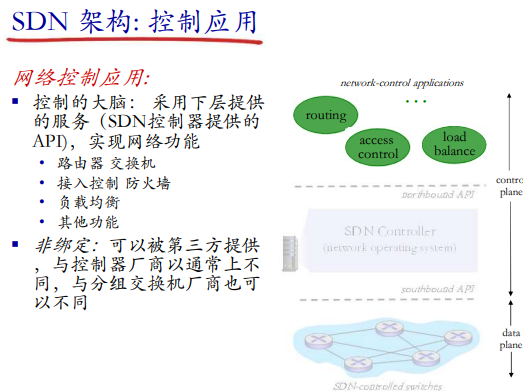 SDN 架构: 控制应用
网络控制应用:
控制的大脑: 采用下层提供
的服务（SDN控制器提供的
API)，实现网络功能
路由器 交换机
接入控制 防火墙
负载均衡
其他功能
非绑定: 可以被第三方提供
，与控制器厂商以通常上不
同，与分组交换机厂商也可
以不同
network-control applications
...
routing
access
control
load
balance
control
plane
northbound API
SDN Controller
(network operating system)
southbound API
data
plane
SDN-controlled switches